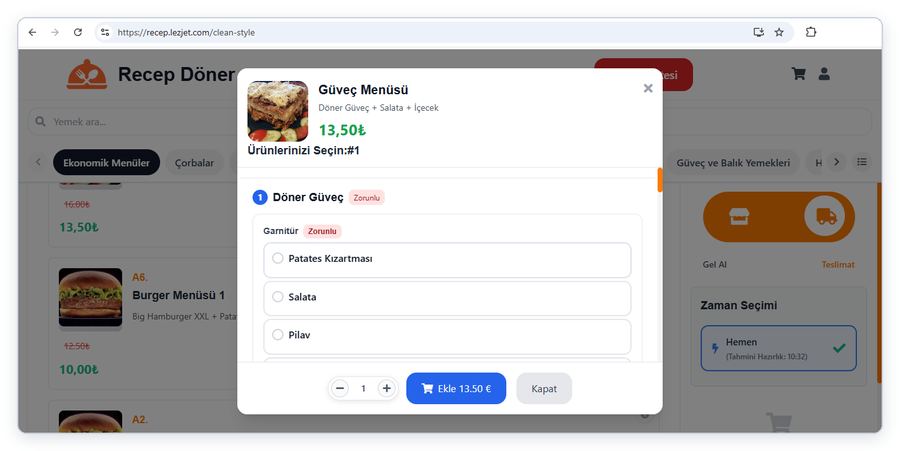 https://recep.lezjet.com/clean-style
Recep Döner
Yemek ara...
Ekonomik Menüler
Çorbalar
Güveç ve Balık Yemekleri
H
Güveç Menüsü
Döner Güveç + Salata + İçecek
13,50₺
Ürünlerinizi Seçin:#1
1 Döner Güveç Zorunlu
Garnitür Zorunlu
Patates Kızartması
Salata
Pilav
1
Ekle 13.50 €
Kapat
16,00₺
13,50₺
A6.
Burger Menüsü 1
Big Hamburger XXL + Pata
12,50₺
10,00₺
A2.
Gel Al
Teslimat
Zaman Seçimi
Hemen
(Tahmini Hazırlık: 10:32)